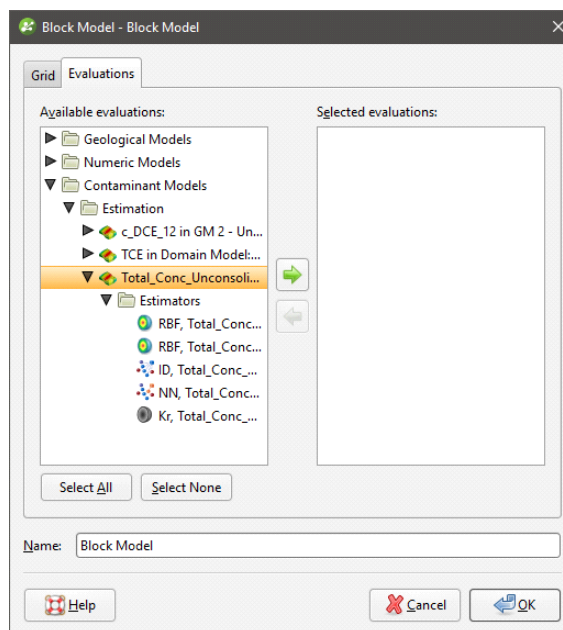 Block Model - Block Model
Grid
Evaluations
Available evaluations:
Selected evaluations:
Geological Models
Numeric Models
Contaminant Models
Estimation
c_DCE_12 in GM 2 - Un...
TCE in Domain Model:...
Total_Conc_Unconsoli...
Estimators
RBF, Total_Conc...
RBF, Total_Conc...
ID, Total_Conc_...
NN, Total_Conc...
Kr, Total_Conc_...
Select All
Select None
Name:
Block Model
Help
Cancel
OK